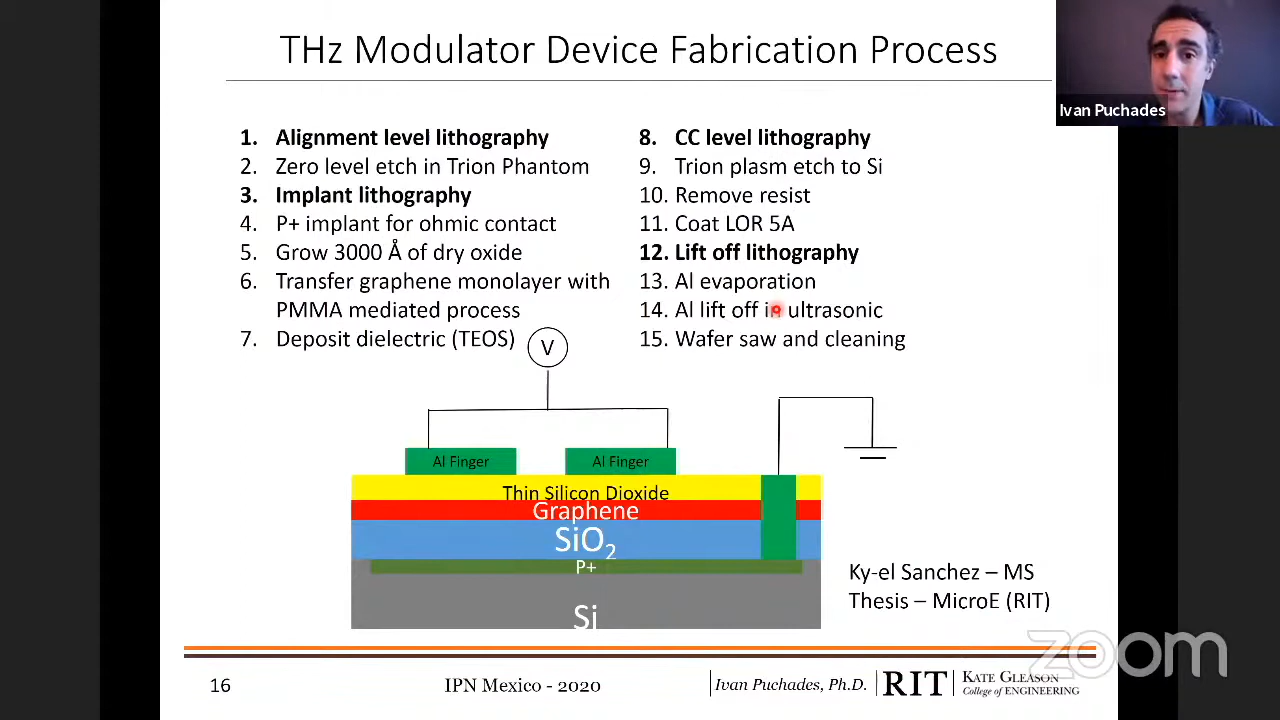 THz Modulator Device Fabrication Process
Ivan Puchades
1. Alignment level lithography
2. Zero level etch in Trion Phantom
3. Implant lithography
4. P+ implant for ohmic contact
5. Grow 3000 Å of dry oxide
6. Transfer graphene monolayer with
PMMA mediated process
7. Deposit dielectric (TEOS)
8. CC level lithography
9. Trion plasm etch to Si
10. Remove resist
11. Coat LOR 5A
12. Lift off lithography
13. Al evaporation
14. Al lift off in ultrasonic
15. Wafer saw and cleaning
V
Al Finger
Al Finger
Thin Silicon Dioxide
Graphene
SiO₂
P+
Si
Ky-el Sanchez – MS
Thesis – MicroE (RIT)
zoom
16
IPN Mexico - 2020
Ivan Puchades, Ph.D.
RIT
KATE GLEASON
College of ENGINEERING